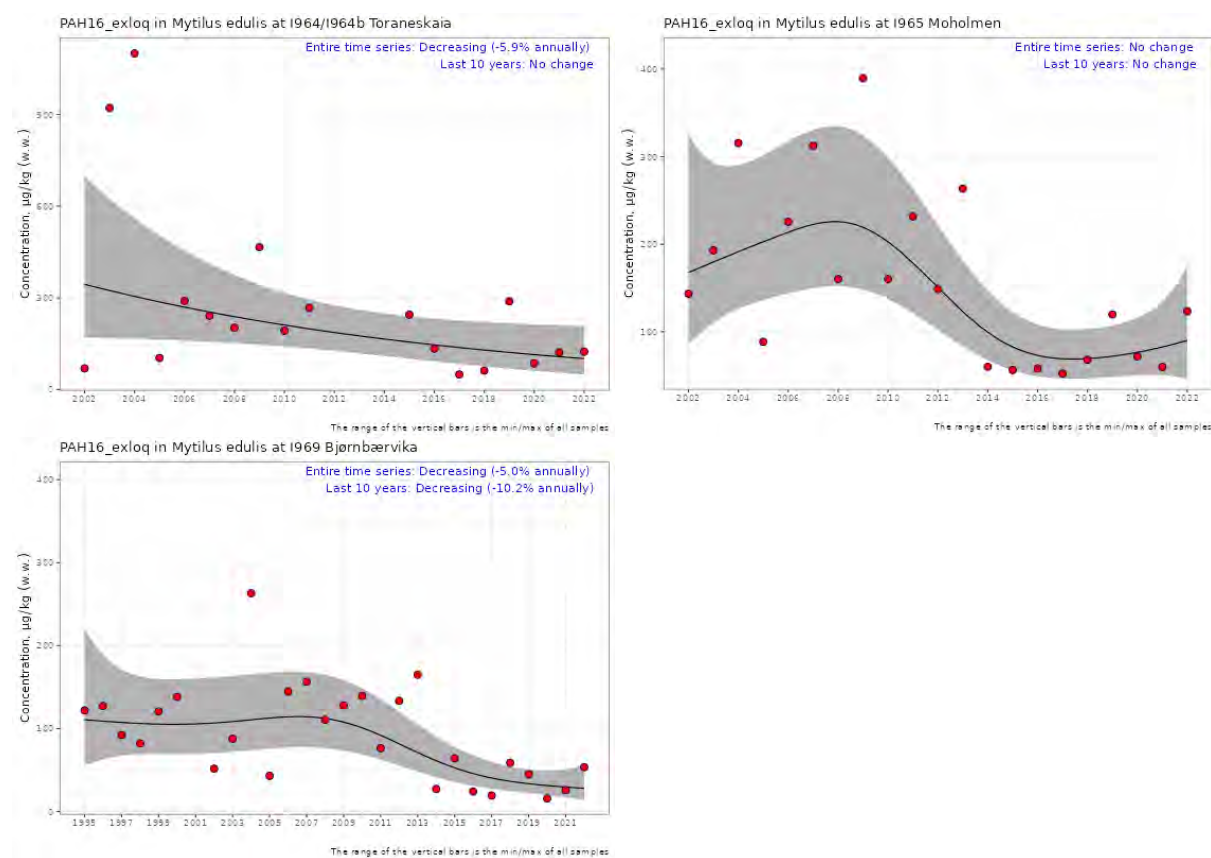 PAH16_exloq in Mytilus edulis at I964/I964b Toraneskaia
Entire time series: Decreasing (-5.9% annually)
Last 10 years: No change
Concentration, µg/kg (w.w.)
900
600
300
0
2002 2004 2006 2008 2010 2012 2014 2016 2018 2020 2022
The range of the vertical bars is the min/max of all samples
PAH16_exloq in Mytilus edulis at I965 Moholmen
Entire time series: No change
Last 10 years: No change
Concentration, µg/kg (w.w.)
400
300
200
100
2002 2004 2006 2008 2010 2012 2014 2016 2018 2020 2022
The range of the vertical bars is the min/max of all samples
PAH16_exloq in Mytilus edulis at I969 Bjørnbærvika
Entire time series: Decreasing (-5.0% annually)
Last 10 years: Decreasing (-10.2% annually)
Concentration, µg/kg (w.w.)
400
300
200
100
0
1995 1997 1999 2001 2003 2005 2007 2009 2011 2013 2015 2017 2019 2021
The range of the vertical bars is the min/max of all samples